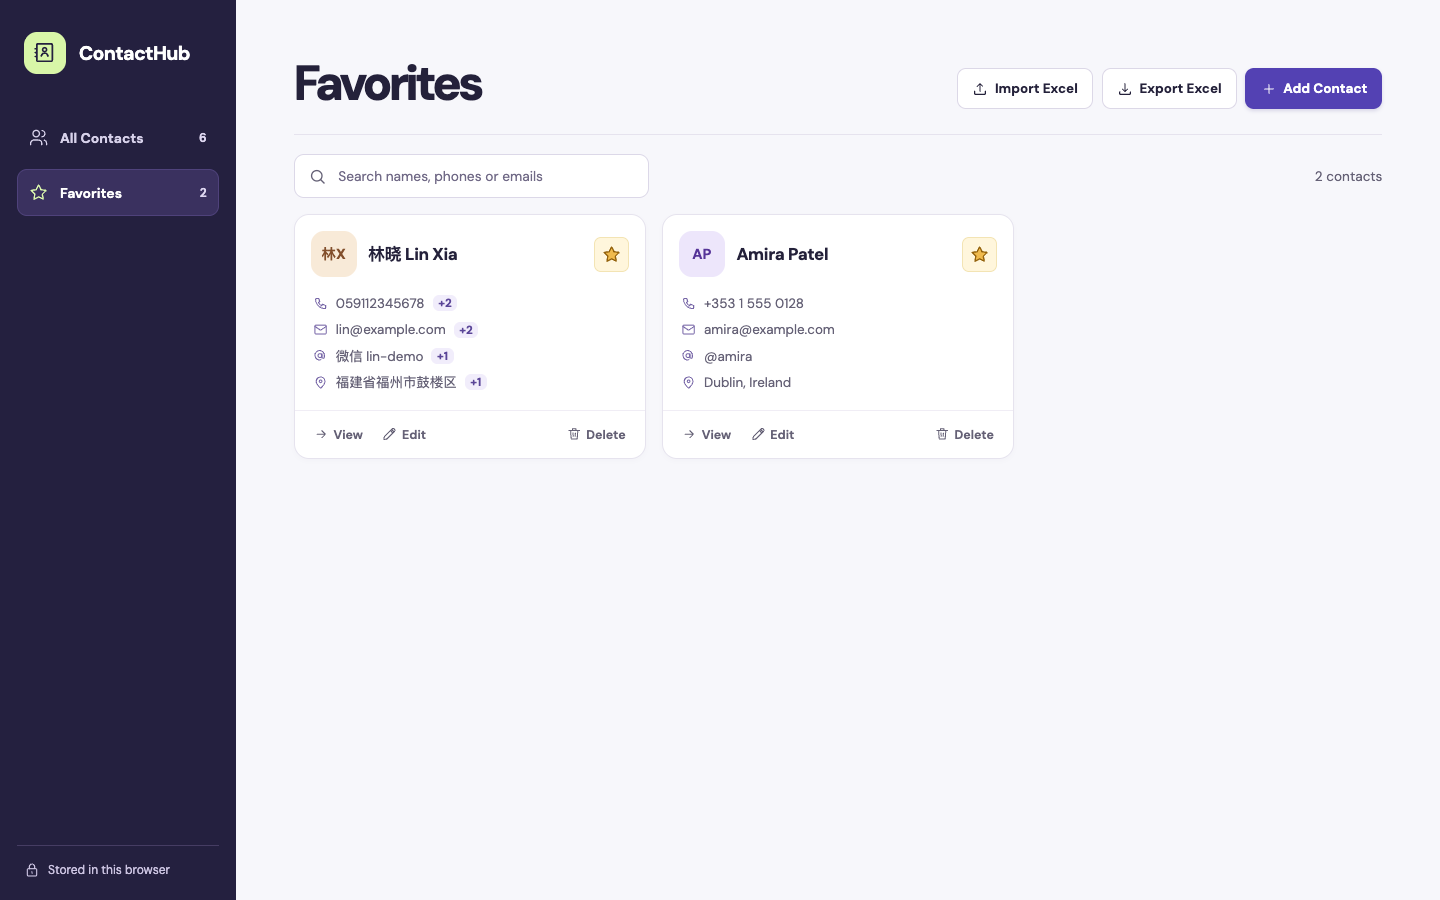 ContactHub
All Contacts 6
Favorites 2
Stored in this browser
Favorites
Import Excel
Export Excel
Add Contact
Search names, phones or emails
2 contacts
林X
林晓 Lin Xia
059112345678 +2
lin@example.com +2
微信 lin-demo +1
福建省福州市鼓楼区 +1
View
Edit
Delete
AP
Amira Patel
+353 1 555 0128
amira@example.com
@amira
Dublin, Ireland
View
Edit
Delete